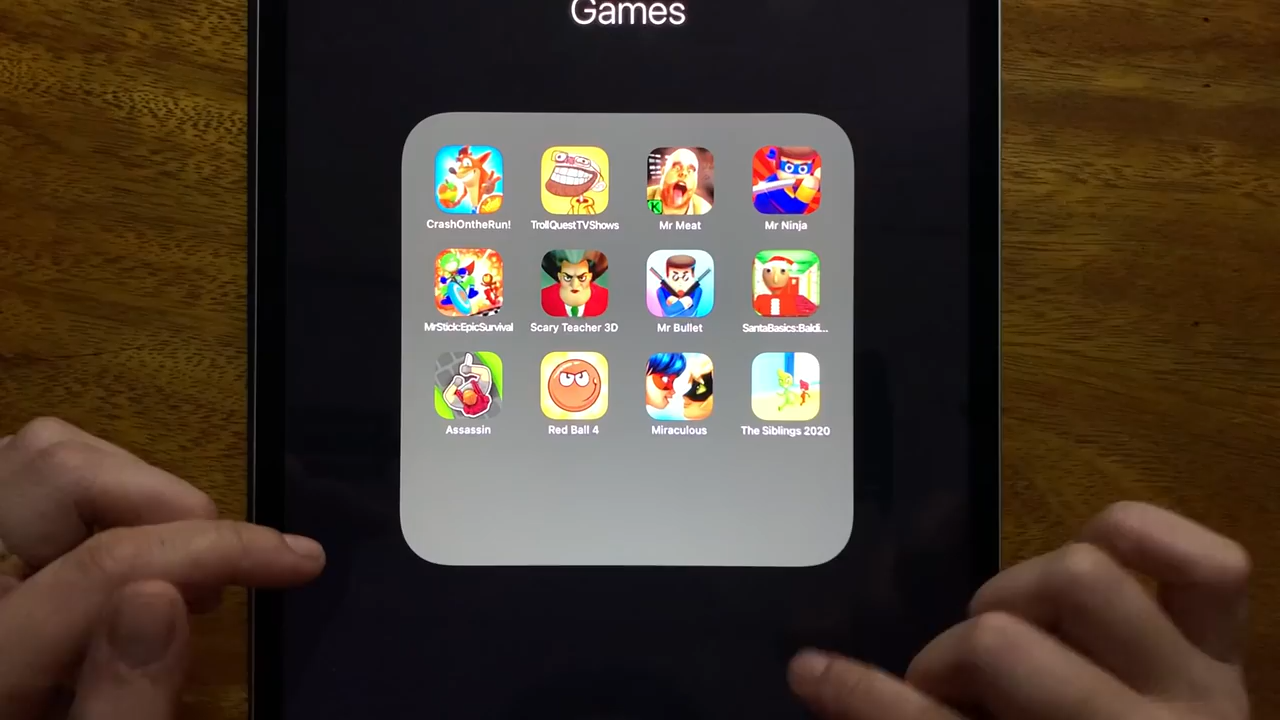 Games
CrashOntheRun!
TrollQuestTVShows
Mr Meat
Mr Ninja
MrStick:EpicSurvival
Scary Teacher 3D
Mr Bullet
SantaBasics:Baldi...
Assassin
Red Ball 4
Miraculous
The Siblings 2020
K